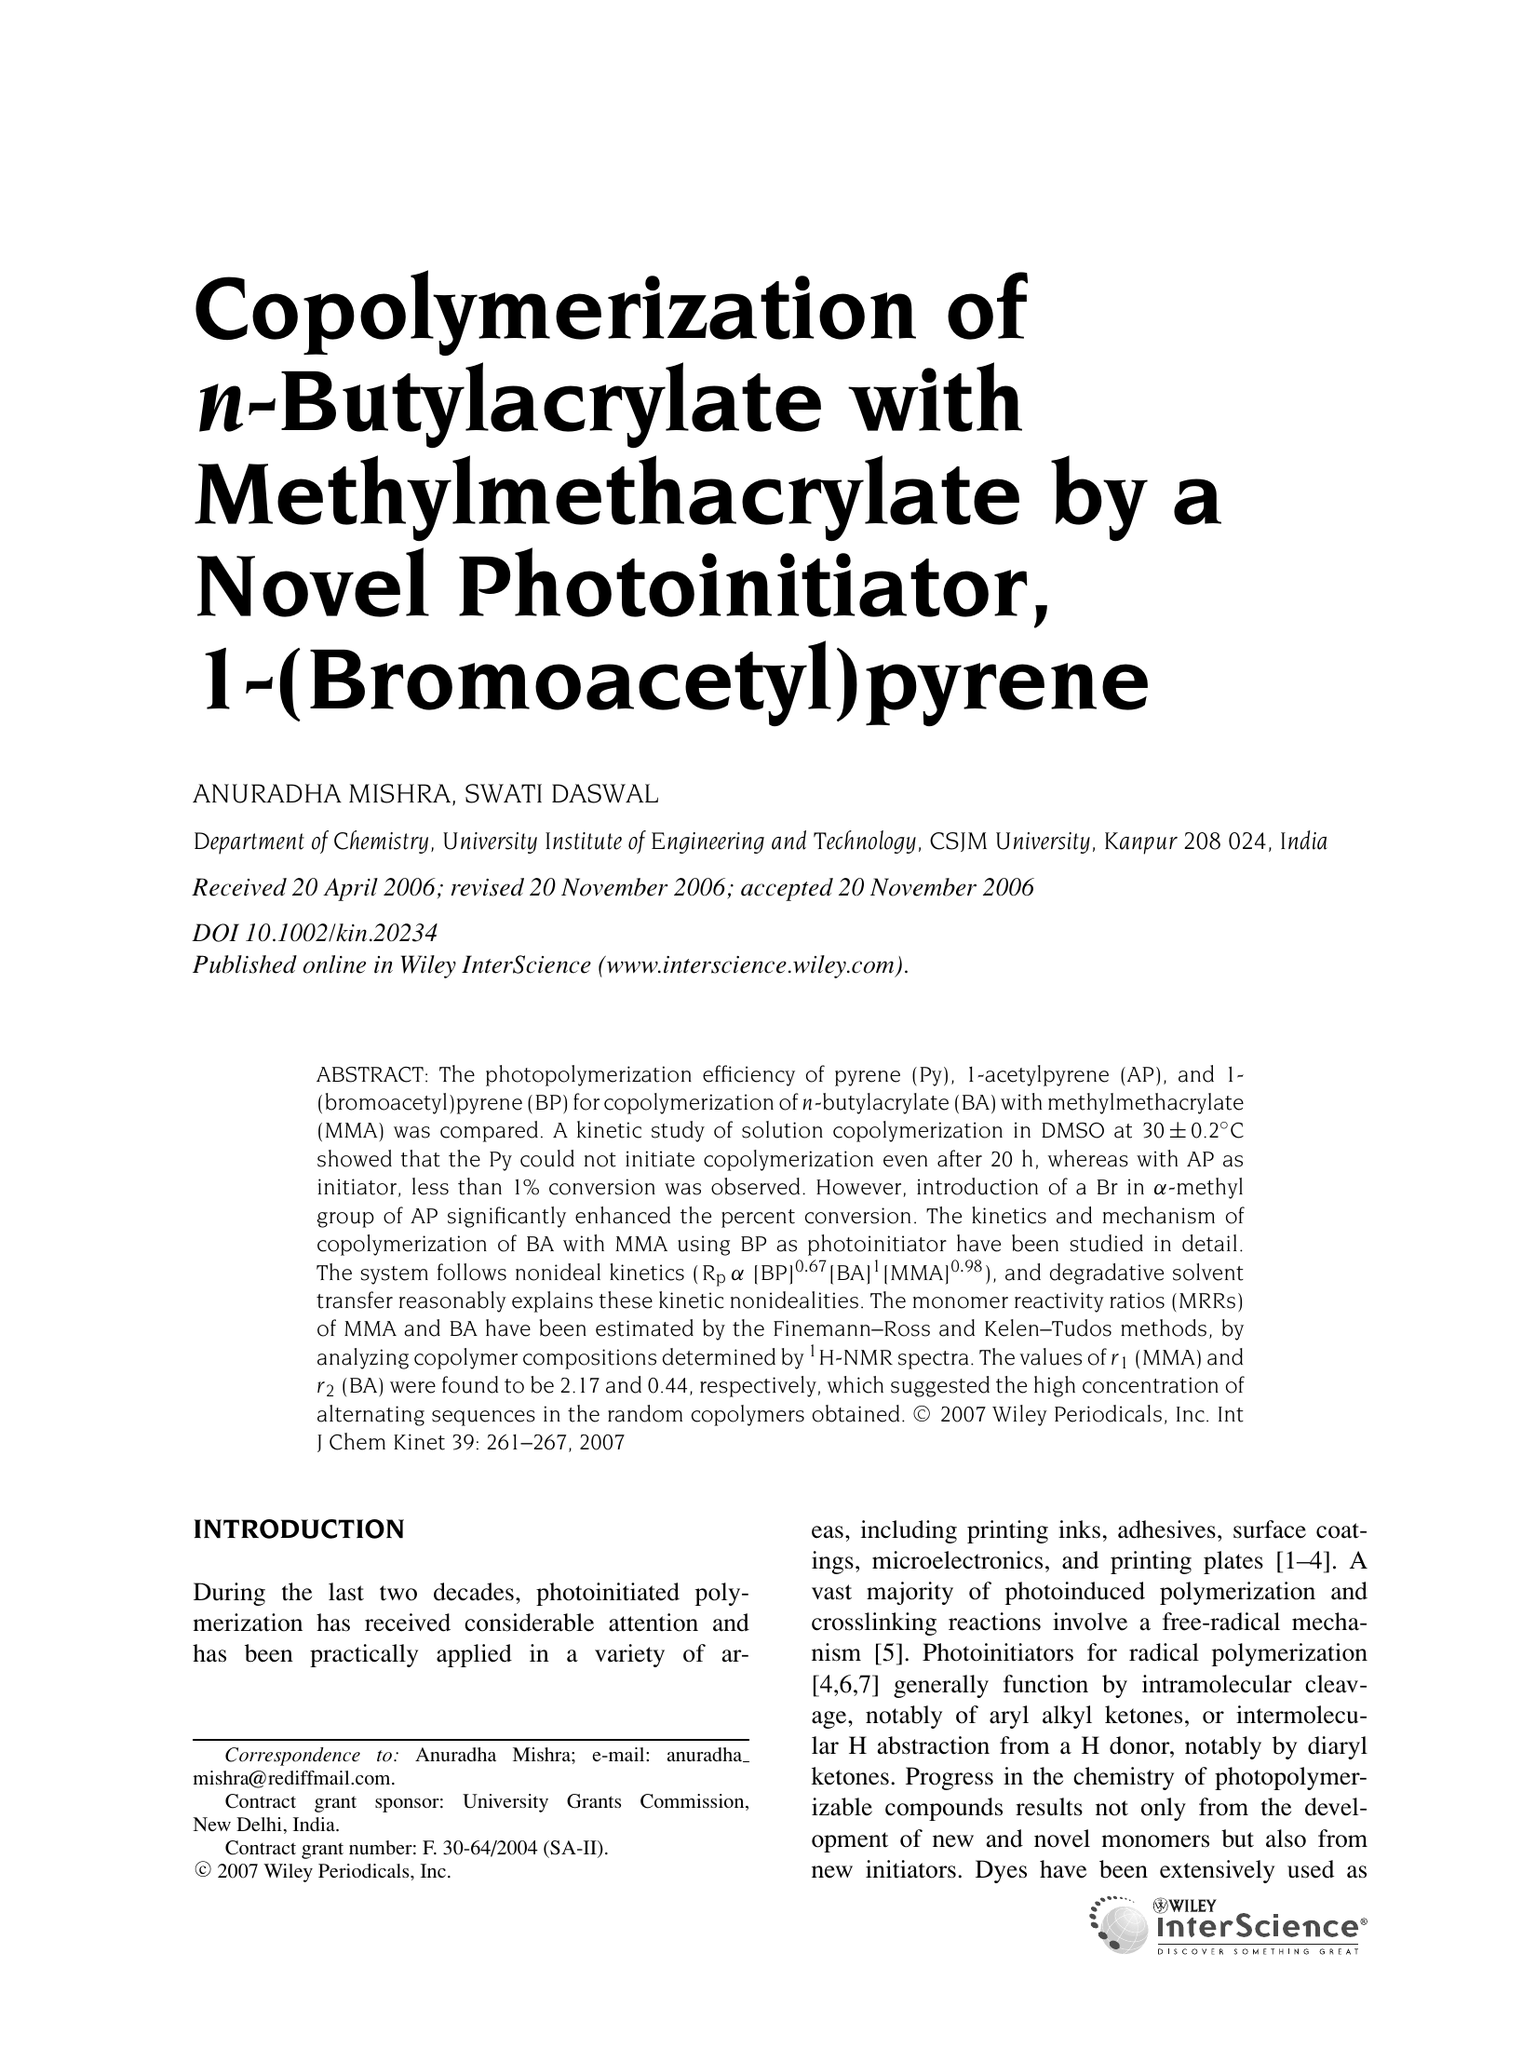 Copolymerization of
n-Butylacrylate with
Methylmethacrylate by a
Novel Photoinitiator,
1-(Bromoacetyl)pyrene
ANURADHA MISHRA, SWATI DASWAL
Department of Chemistry, University Institute of Engineering and Technology, CSJM University, Kanpur 208 024, India
Received 20 April 2006; revised 20 November 2006; accepted 20 November 2006
DOI 10.1002/kin.20234
Published online in Wiley InterScience (www.interscience.wiley.com).
ABSTRACT: The photopolymerization efficiency of pyrene (Py), 1-acetylpyrene (AP), and 1-
(bromoacetyl)pyrene (BP) for copolymerization of n-butylacrylate (BA) with methylmethacrylate
(MMA) was compared. A kinetic study of solution copolymerization in DMSO at 30 ± 0.2°C
showed that the Py could not initiate copolymerization even after 20 h, whereas with AP as
initiator, less than 1% conversion was observed. However, introduction of a Br in α-methyl
group of AP significantly enhanced the percent conversion. The kinetics and mechanism of
copolymerization of BA with MMA using BP as photoinitiator have been studied in detail.
The system follows nonideal kinetics (Rp α [BP]0.67[BA]1[MMA]0.98), and degradative solvent
transfer reasonably explains these kinetic nonidealities. The monomer reactivity ratios (MRRs)
of MMA and BA have been estimated by the Finemann–Ross and Kelen–Tudos methods, by
analyzing copolymer compositions determined by 1H-NMR spectra. The values of r1 (MMA) and
r2 (BA) were found to be 2.17 and 0.44, respectively, which suggested the high concentration of
alternating sequences in the random copolymers obtained. © 2007 Wiley Periodicals, Inc. Int
J Chem Kinet 39: 261–267, 2007
INTRODUCTION
During the last two decades, photoinitiated poly-
merization has received considerable attention and
has been practically applied in a variety of ar-
Correspondence to: Anuradha Mishra; e-mail: anuradha_
mishra@rediffmail.com.
Contract grant sponsor: University Grants Commission,
New Delhi, India.
Contract grant number: F. 30-64/2004 (SA-II).
© 2007 Wiley Periodicals, Inc.
eas, including printing inks, adhesives, surface coat-
ings, microelectronics, and printing plates [1–4]. A
vast majority of photoinduced polymerization and
crosslinking reactions involve a free-radical mecha-
nism [5]. Photoinitiators for radical polymerization
[4,6,7] generally function by intramolecular cleav-
age, notably of aryl alkyl ketones, or intermolecu-
lar H abstraction from a H donor, notably by diaryl
ketones. Progress in the chemistry of photopolymer-
izable compounds results not only from the devel-
opment of new and novel monomers but also from
new initiators. Dyes have been extensively used as
WILEY
InterScience®
DISCOVER SOMETHING GREAT